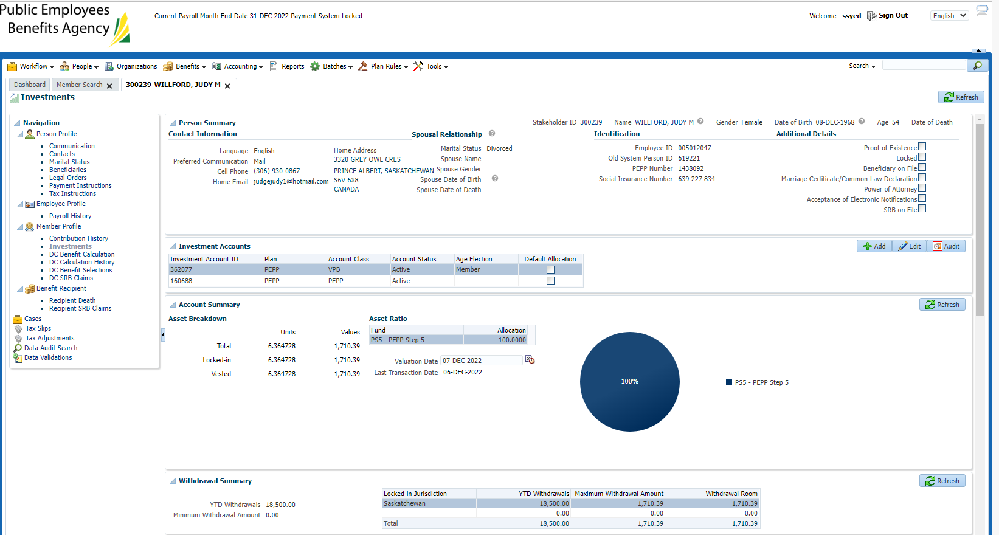 Public Employees
Benefits Agency
Current Payroll Month End Date 31-DEC-2022 Payment System Locked
Welcome ssyed Sign Out English
Workflow People Organizations Benefits Accounting Reports Batches Plan Rules Tools Search
Dashboard Member Search 300239-WILLFORD, JUDY M
Investments
Refresh
Navigation
Person Profile
Communication
Contacts
Marital Status
Beneficiaries
Legal Orders
Payment Instructions
Tax Instructions
Employee Profile
Payroll History
Member Profile
Contribution History
Investments
DC Benefit Calculation
DC Calculation History
DC Benefit Selections
DC SRB Claims
Benefit Recipient
Recipient Death
Recipient SRB Claims
Cases
Tax Slips
Tax Adjustments
Data Audit Search
Data Validations
Person Summary
Stakeholder ID 300239 Name WILLFORD, JUDY M Gender Female Date of Birth 08-DEC-1968 Age 54 Date of Death
Contact Information
Language English
Preferred Communication Mail
Cell Phone (306) 930-0867
Home Email judgejudy1@hotmail.com
Home Address
3320 GREY OWL CRES
PRINCE ALBERT, SASKATCHEWAN
S6V 6X8
CANADA
Spousal Relationship
Marital Status Divorced
Spouse Name
Spouse Gender
Spouse Date of Birth
Spouse Date of Death
Identification
Employee ID 005012047
Old System Person ID 619221
PEPP Number 1438092
Social Insurance Number 639 227 834
Additional Details
Proof of Existence
Locked
Beneficiary on File
Marriage Certificate/Common-Law Declaration
Power of Attorney
Acceptance of Electronic Notifications
SRB on File
Investment Accounts
Add Edit Audit
Investment Account ID Plan Account Class Account Status Age Election Default Allocation
362077 PEPP VPB Active Member
160688 PEPP PEPP Active
Account Summary
Refresh
Asset Breakdown
Units Values
Total 6.364728 1,710.39
Locked-in 6.364728 1,710.39
Vested 6.364728 1,710.39
Asset Ratio
Fund Allocation
PS5 - PEPP Step 5 100.0000
Valuation Date 07-DEC-2022
Last Transaction Date 06-DEC-2022
100%
PS5 - PEPP Step 5
Withdrawal Summary
Refresh
YTD Withdrawals 18,500.00
Minimum Withdrawal Amount 0.00
Locked-in Jurisdiction YTD Withdrawals Maximum Withdrawal Amount Withdrawal Room
Saskatchewan 18,500.00 1,710.39 1,710.39
0.00 0.00 0.00
Total 18,500.00 1,710.39 1,710.39